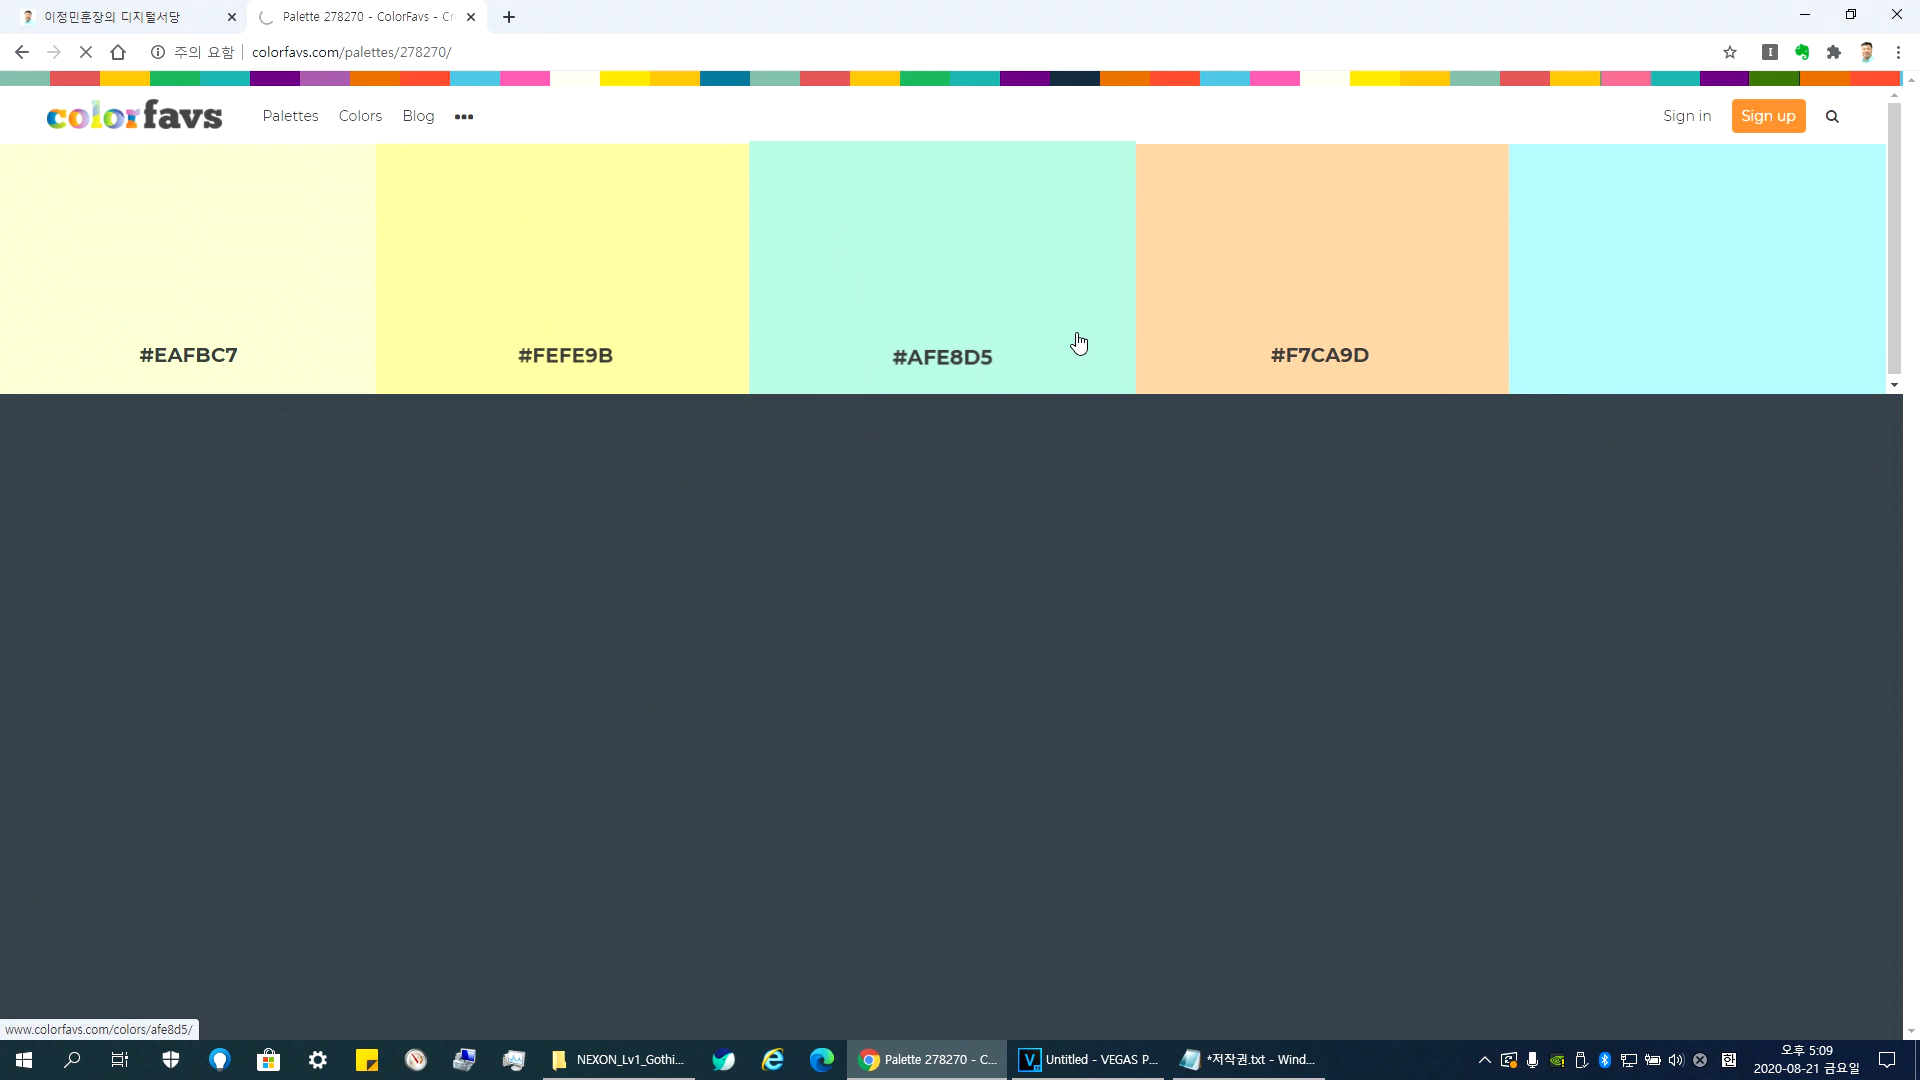 이정민훈장의 디지털서당
Palette 278270 - ColorFavs - Cr
주의 요함
colorfavs.com/palettes/278270/
colorfavs
Palettes
Colors
Blog
Sign in
Sign up
#EAFBC7
#FEFE9B
#AFE8D5
#F7CA9D
www.colorfavs.com/colors/afe8d5/
NEXON_Lv1_Gothi...
Palette 278270 - C...
Untitled - VEGAS P...
*저작권.txt - Wind...
한
오후 5:09
2020-08-21 금요일